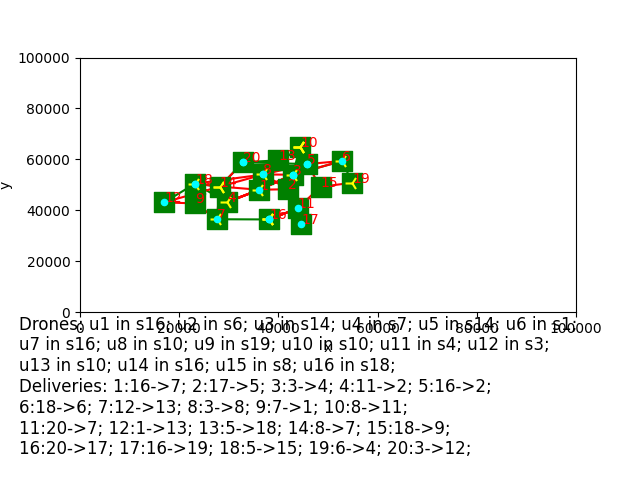 100000
80000
60000
40000
20000
0
y
0 20000 40000 60000 80000 100000
x
Drones: u1 in s16; u2 in s6; u3 in s14; u4 in s7; u5 in s14; u6 in s1;
u7 in s16; u8 in s10; u9 in s19; u10 in s10; u11 in s4; u12 in s3;
u13 in s10; u14 in s16; u15 in s8; u16 in s18;
Deliveries: 1:16->7; 2:17->5; 3:3->4; 4:11->2; 5:16->2;
6:18->6; 7:12->13; 8:3->8; 9:7->1; 10:8->11;
11:20->7; 12:1->13; 13:5->18; 14:8->7; 15:18->9;
16:20->17; 17:16->19; 18:5->15; 19:6->4; 20:3->12;